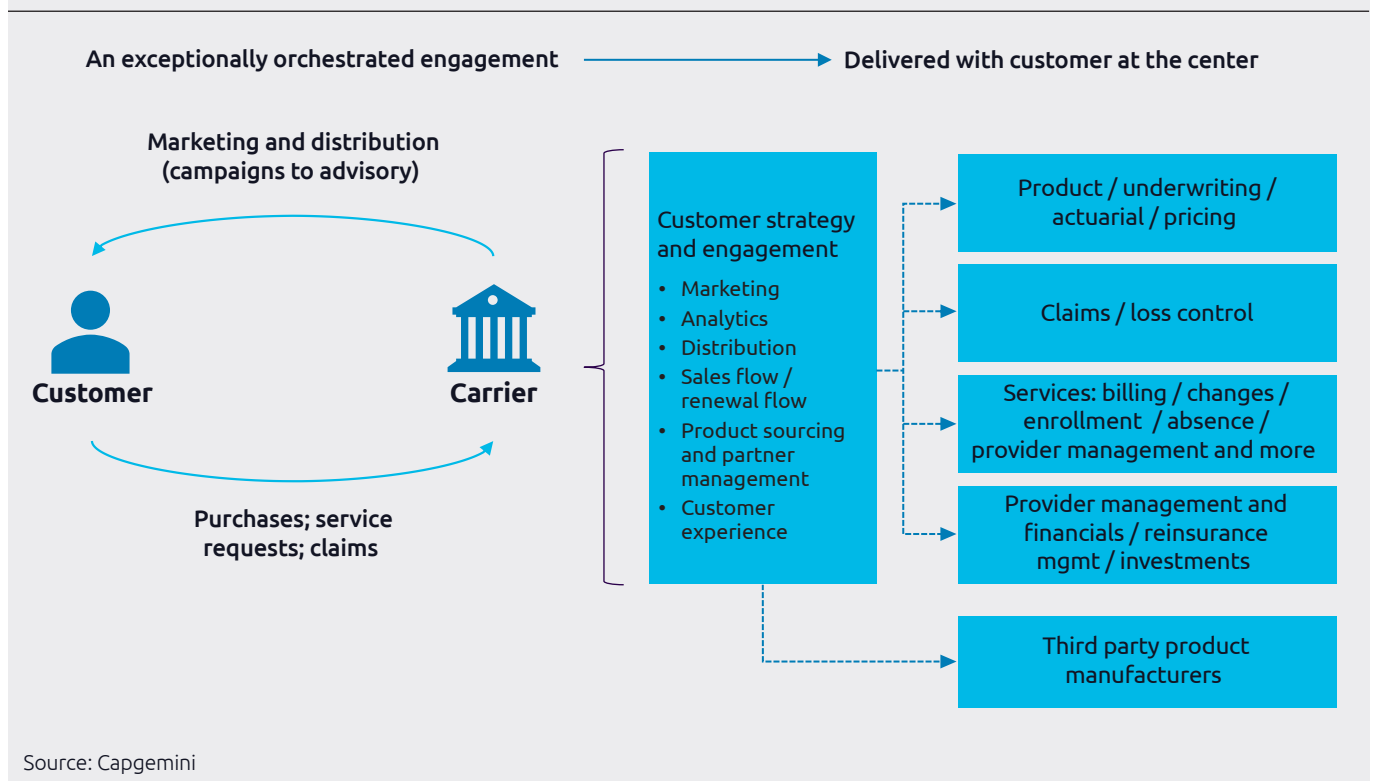 An exceptionally orchestrated engagement
Delivered with customer at the center
Marketing and distribution
(campaigns to advisory)
Customer
Carrier
Purchases; service
requests; claims
Customer strategy
and engagement
• Marketing
• Analytics
• Distribution
• Sales flow /
renewal flow
• Product sourcing
and partner
management
• Customer
experience
Product / underwriting /
actuarial / pricing
Claims / loss control
Services: billing / changes /
enrollment / absence /
provider management and more
Provider management and
financials / reinsurance
mgmt / investments
Third party product
manufacturers
Source: Capgemini